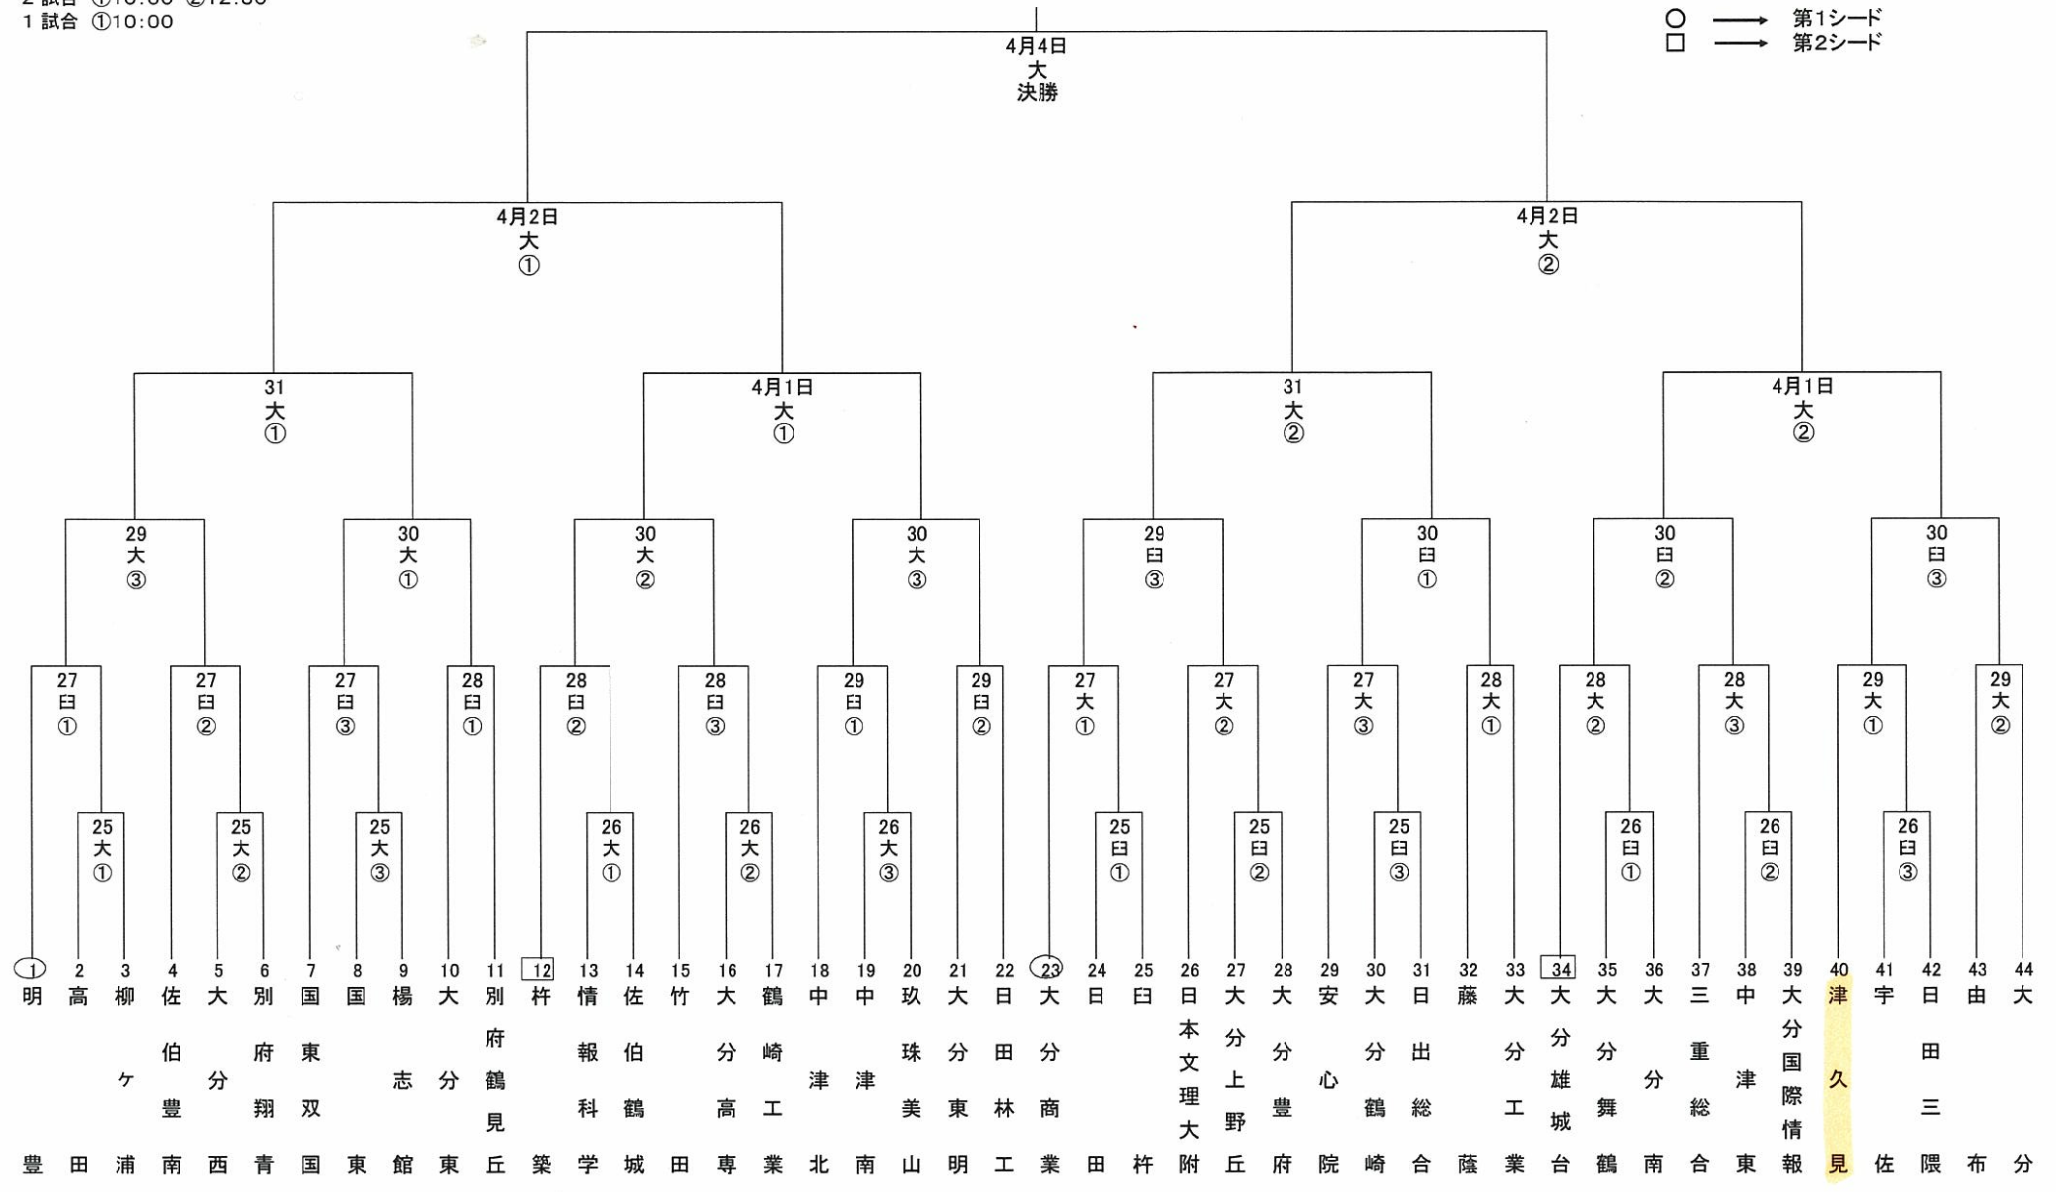 1試合 ①10:00
○ → 第1シード
□ → 第2シード
4月4日
大
決勝
4月2日
大
①
4月2日
大
②
31
大
①
4月1日
大
①
31
大
②
4月1日
大
②
29
大
③
30
大
①
30
大
②
30
大
③
29
臼
③
30
臼
①
30
臼
②
30
臼
③
27
臼
①
27
臼
②
27
臼
③
28
臼
①
28
臼
②
28
臼
③
29
臼
①
29
臼
②
27
大
①
27
大
②
27
大
③
28
大
①
28
大
②
28
大
③
29
大
①
29
大
②
25
大
①
25
大
②
25
大
③
26
大
①
26
大
②
26
大
③
25
臼
①
25
臼
②
25
臼
③
26
臼
①
26
臼
②
26
臼
③
1 明豊
2 高田
3 柳ヶ浦
4 佐伯豊南
5 大分西
6 別府翔青
7 国東双国
8 国東
9 楊志館
10 大分東
11 別府鶴見丘
12 杵築
13 情報科学
14 佐伯鶴城
15 竹田
16 大分高専
17 鶴崎工業
18 中津北
19 中津南
20 玖珠美山
21 大分東明
22 日田林工
23 大分商業
24 日田
25 臼杵
26 日本文理大附
27 大分上野丘
28 大分豊府
29 安心院
30 大分鶴崎
31 日出総合
32 藤蔭
33 大分工業
34 大分雄城台
35 大分舞鶴
36 大分南
37 三重総合
38 中津東
39 大分国際情報
40 津久見
41 宇佐
42 日田三隈
43 由布
44 大分